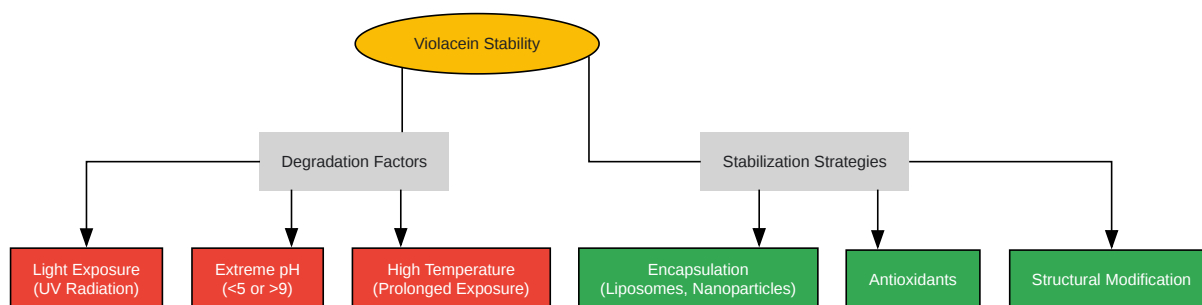 Violacein Stability
Degradation Factors
Stabilization Strategies
Light Exposure
(UV Radiation)
Extreme pH
(<5 or >9)
High Temperature
(Prolonged Exposure)
Encapsulation
(Liposomes, Nanoparticles)
Antioxidants
Structural Modification